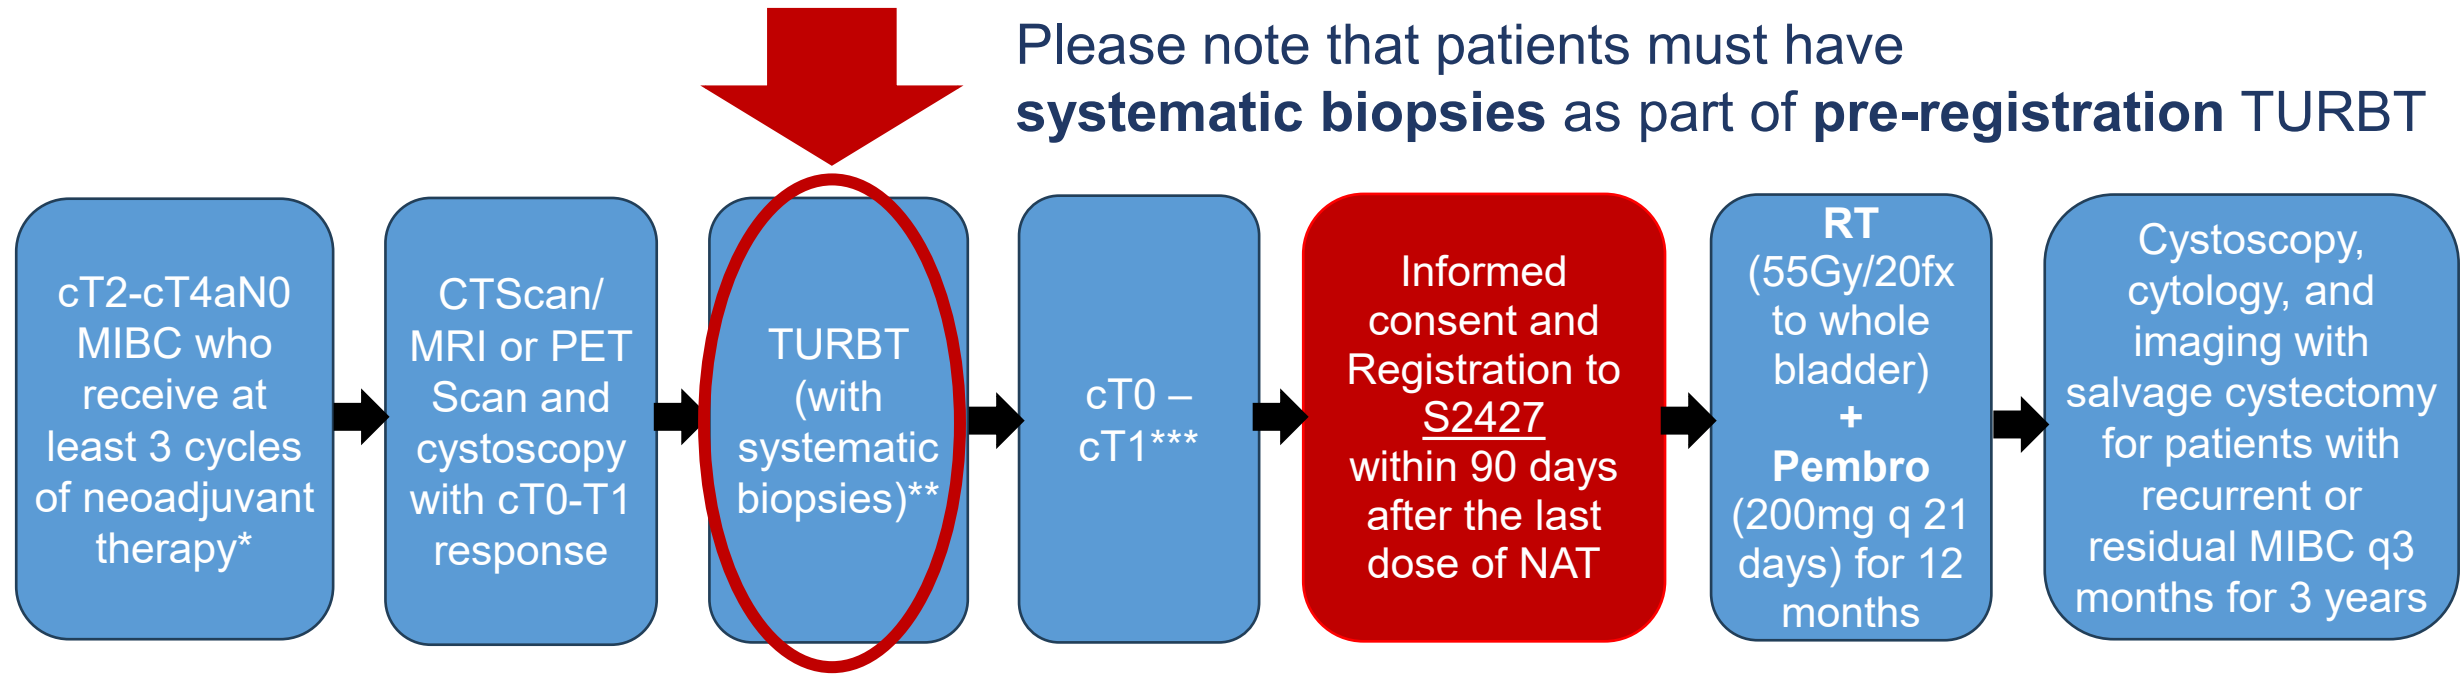 Please note that patients must have
systematic biopsies as part of pre-registration TURBT
cT2-cT4aN0
MIBC who
receive at
least 3 cycles
of neoadjuvant
therapy*
CTScan/
MRI or PET
Scan and
cystoscopy
with cT0-T1
response
TURBT
(with
systematic
biopsies)**
cT0 –
cT1***
Informed
consent and
Registration to
S2427
within 90 days
after the last
dose of NAT
RT
(55Gy/20fx
to whole
bladder)
+
Pembro
(200mg q 21
days) for 12
months
Cystoscopy,
cytology, and
imaging with
salvage cystectomy
for patients with
recurrent or
residual MIBC q3
months for 3 years